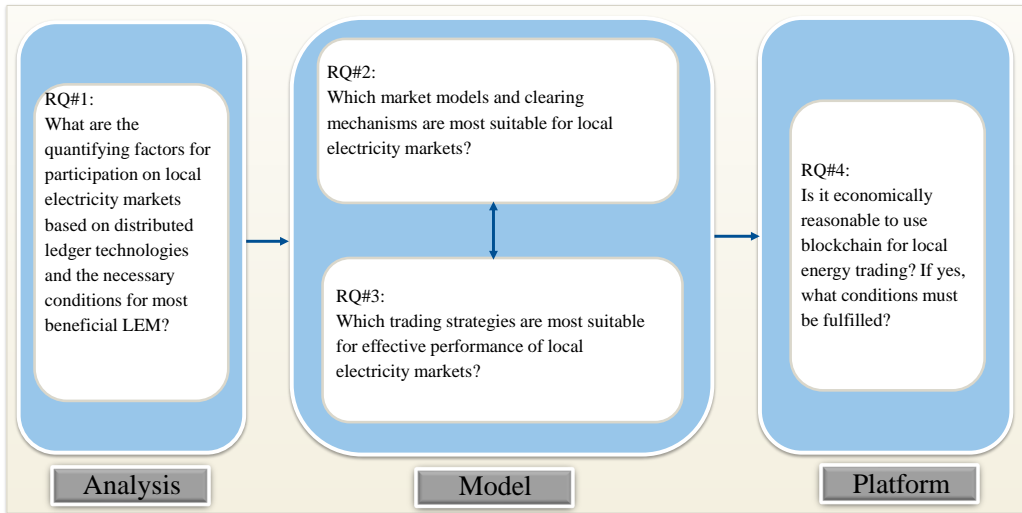 RQ#1:
What are the
quantifying factors for
participation on local
electricity markets
based on distributed
ledger technologies
and the necessary
conditions for most
beneficial LEM?
RQ#2:
Which market models and clearing
mechanisms are most suitable for local
electricity markets?
RQ#3:
Which trading strategies are most suitable
for effective performance of local
electricity markets?
RQ#4:
Is it economically
reasonable to use
blockchain for local
energy trading? If yes,
what conditions must
be fulfilled?
Analysis
Model
Platform